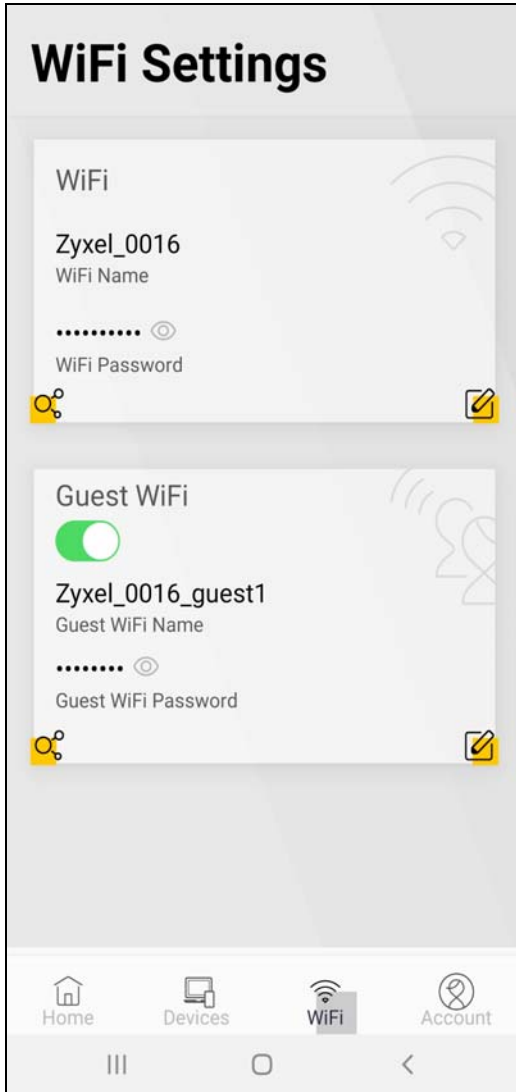 WiFi Settings
WiFi
Zyxel_0016
WiFi Name
••••••••••
WiFi Password
Guest WiFi
Zyxel_0016_guest1
Guest WiFi Name
••••••••
Guest WiFi Password
Home Devices WiFi Account